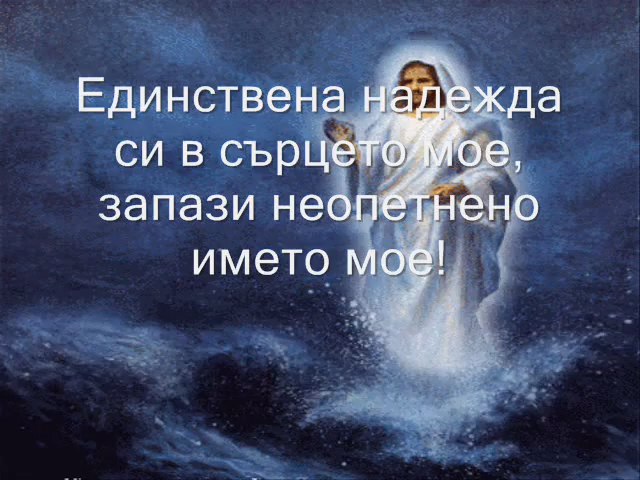 Единствена надежда
си в сърцето мое,
запази неопетнено
името мое!